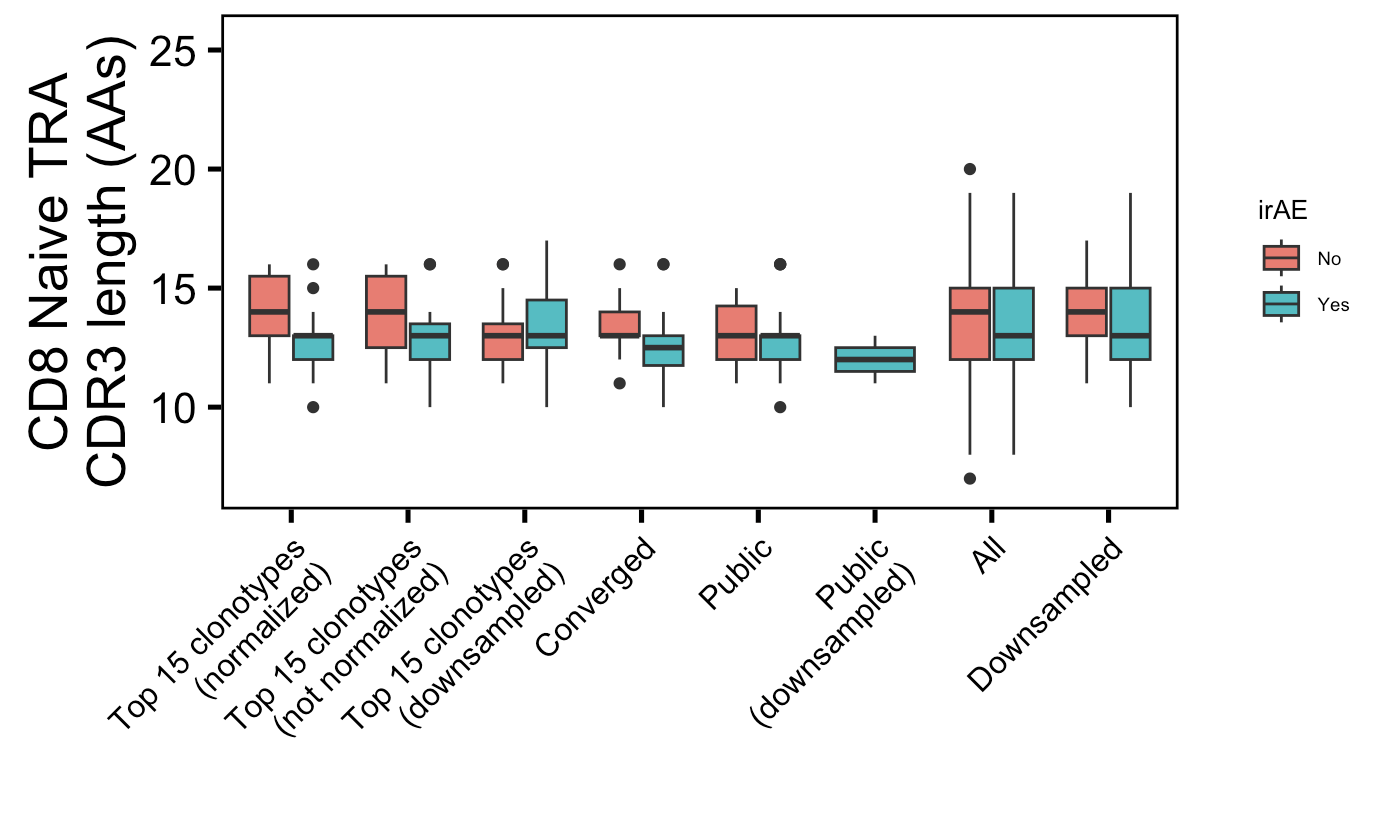 CD8 Naive TRA
CDR3 length (AAs)
25
20
15
10
Top 15 clonotypes
(normalized)
Top 15 clonotypes
(not normalized)
Top 15 clonotypes
(downsampled)
Converged
Public
Public
(downsampled)
All
Downsampled
irAE
No
Yes